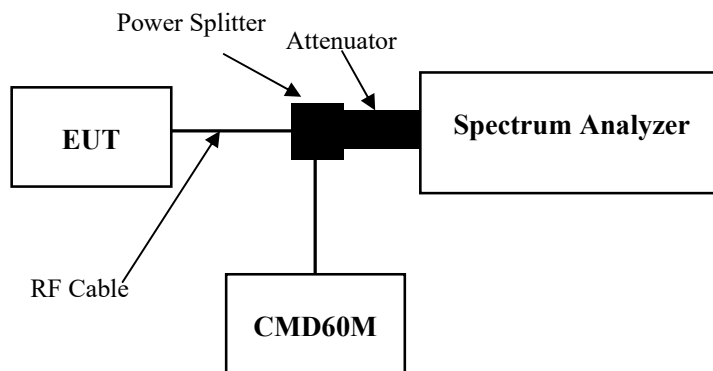 Power Splitter
Attenuator
EUT
Spectrum Analyzer
RF Cable
CMD60M